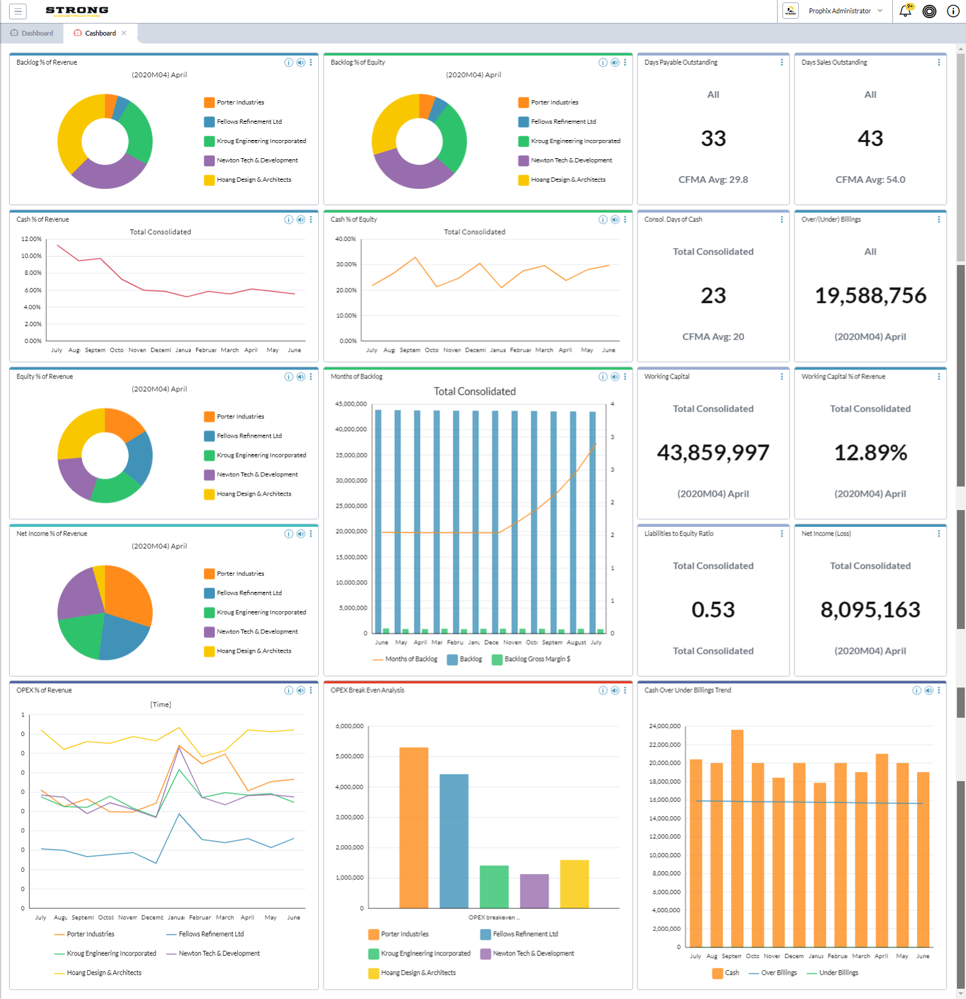 STRONG
CONSTRUCTION
STRONG
Prophix Administrator
9+
Dashboard
Cashboard
Backlog % of Revenue
(2020M04) April
Porter Industries
Fellows Refinement Ltd
Kroug Engineering Incorporated
Newton Tech & Development
Hoang Design & Architects
Backlog % of Equity
(2020M04) April
Porter Industries
Fellows Refinement Ltd
Kroug Engineering Incorporated
Newton Tech & Development
Hoang Design & Architects
Days Payable Outstanding
All
33
CFMA Avg: 29.8
Days Sales Outstanding
All
43
CFMA Avg: 54.0
Cash % of Revenue
Total Consolidated
12.00%
10.00%
8.00%
6.00%
4.00%
2.00%
0.00%
July Aug Septem Octo Noven Deceml Janua Februar March April May June
Cash % of Equity
Total Consolidated
40.00%
30.00%
20.00%
10.00%
0.00%
July Aug Septem Octo Noven Deceml Janua Februar March April May June
Consol. Days of Cash
Total Consolidated
23
CFMA Avg: 20
Over/(Under) Billings
All
19,588,756
(2020M04) April
Equity % of Revenue
(2020M04) April
Porter Industries
Fellows Refinement Ltd
Kroug Engineering Incorporated
Newton Tech & Development
Hoang Design & Architects
Months of Backlog
Total Consolidated
45,000,000
40,000,000
35,000,000
30,000,000
25,000,000
20,000,000
15,000,000
10,000,000
5,000,000
0
4
3
3
2
2
1
1
0
June May April Mar Febru Janu Dece Noven Octo Septem August July
Months of Backlog Backlog Backlog Gross Margin $
Working Capital
Total Consolidated
43,859,997
(2020M04) April
Working Capital % of Revenue
Total Consolidated
12.89%
(2020M04) April
Net Income % of Revenue
(2020M04) April
Porter Industries
Fellows Refinement Ltd
Kroug Engineering Incorporated
Newton Tech & Development
Hoang Design & Architects
Liabilities to Equity Ratio
Total Consolidated
0.53
Total Consolidated
Net Income (Loss)
Total Consolidated
8,095,163
(2020M04) April
OPEX % of Revenue
{Time}
1
0
0
0
0
0
0
0
0
0
0
July Augu Septeml Octob Novem Decemb Januar Februar March April May June
Porter Industries Fellows Refinement Ltd
Kroug Engineering Incorporated Newton Tech & Development
Hoang Design & Architects
OPEX Break Even Analysis
6,000,000
5,000,000
4,000,000
3,000,000
2,000,000
1,000,000
0
OPEX breakeven ...
Porter Industries Fellows Refinement Ltd
Kroug Engineering Incorporated Newton Tech & Development
Hoang Design & Architects
Cash Over Under Billings Trend
24,000,000
22,000,000
20,000,000
18,000,000
16,000,000
14,000,000
12,000,000
10,000,000
8,000,000
6,000,000
4,000,000
2,000,000
0
July Aug Septem Octo Nover Decem Janua Februa March April May June
Cash Over Billings Under Billings